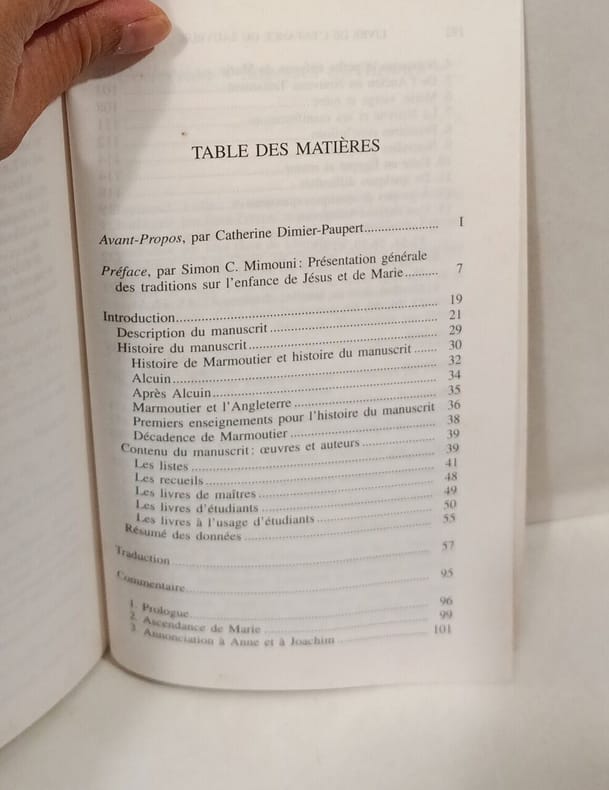 TABLE DES MATIÈRES
Avant-Propos, par Catherine Dimier-Paupert...................... I
Préface, par Simon C. Mimouni : Présentation générale
des traditions sur l'enfance de Jésus et de Marie.......... 7
Introduction.............................. 19
Description du manuscrit.............................. 21
Histoire du manuscrit.............................. 29
Histoire de Marmoutier et histoire du manuscrit....... 30
Alcuin.............................. 32
Après Alcuin.............................. 34
Marmoutier et l'Angleterre.............................. 35
Premiers enseignements pour l'histoire du manuscrit 36
Décadence de Marmoutier.............................. 38
Contenu du manuscrit : œuvres et auteurs.................... 39
Les listes.............................. 39
Les recueils.............................. 41
Les livres de maîtres.............................. 48
Les livres d'étudiants.............................. 49
Les livres à l'usage d'étudiants.............................. 50
Résumé des données.............................. 55
Traduction.............................. 57
Commentaire.............................. 95
1. Prologue.............................. 96
2. Ascendance de Marie.............................. 99
3. Annonciation à Anne et à Joachim.................... 101